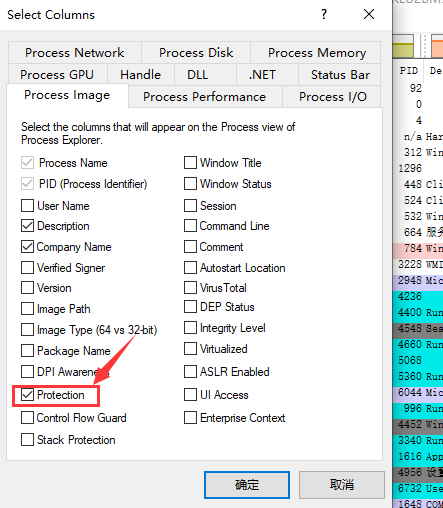 Select Columns
Process Network Process Disk Process Memory
Process GPU Handle DLL .NET Status Bar
Process Image Process Performance Process I/O
Select the columns that will appear on the Process view of
Process Explorer.
Process Name
PID (Process Identifier)
User Name
Description
Company Name
Verified Signer
Version
Image Path
Image Type (64 vs 32-bit)
Package Name
DPI Awareness
Protection
Control Flow Guard
Stack Protection
Window Title
Window Status
Session
Command Line
Comment
Autostart Location
VirusTotal
DEP Status
Integrity Level
Virtualized
ASLR Enabled
UI Access
Enterprise Context
确定 取消
PID De
92
0
4
n/a Har
312 Win
1296
448 Cli
524 Cli
532 Win
664 服务
784 Win
3228 WMI
2948 Mic
4236
4400 Run
4548 Sea
4660 Run
5068
5360 Run
6044 Mic
996 Run
4452 Win
3340 Run
1616 App
4956 设置
6732 Use
1648 COM